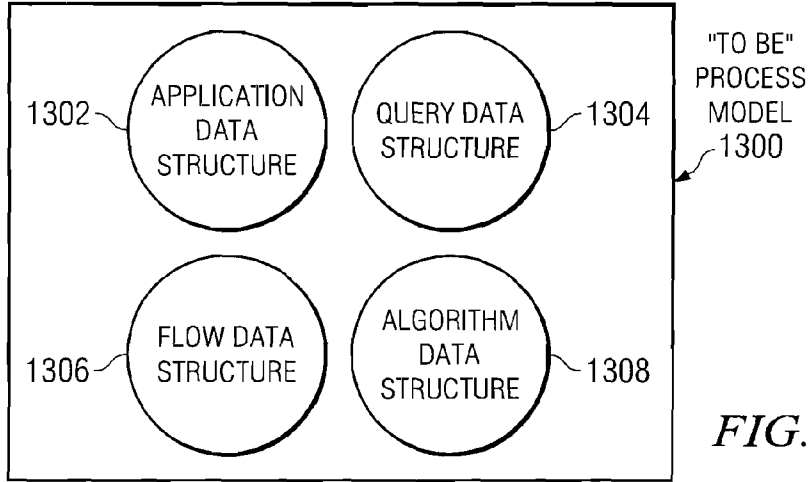 1302
APPLICATION
DATA
STRUCTURE
QUERY DATA
STRUCTURE
1304
"TO BE"
PROCESS
MODEL
1300
1306
FLOW DATA
STRUCTURE
ALGORITHM
DATA
STRUCTURE
1308
FIG.